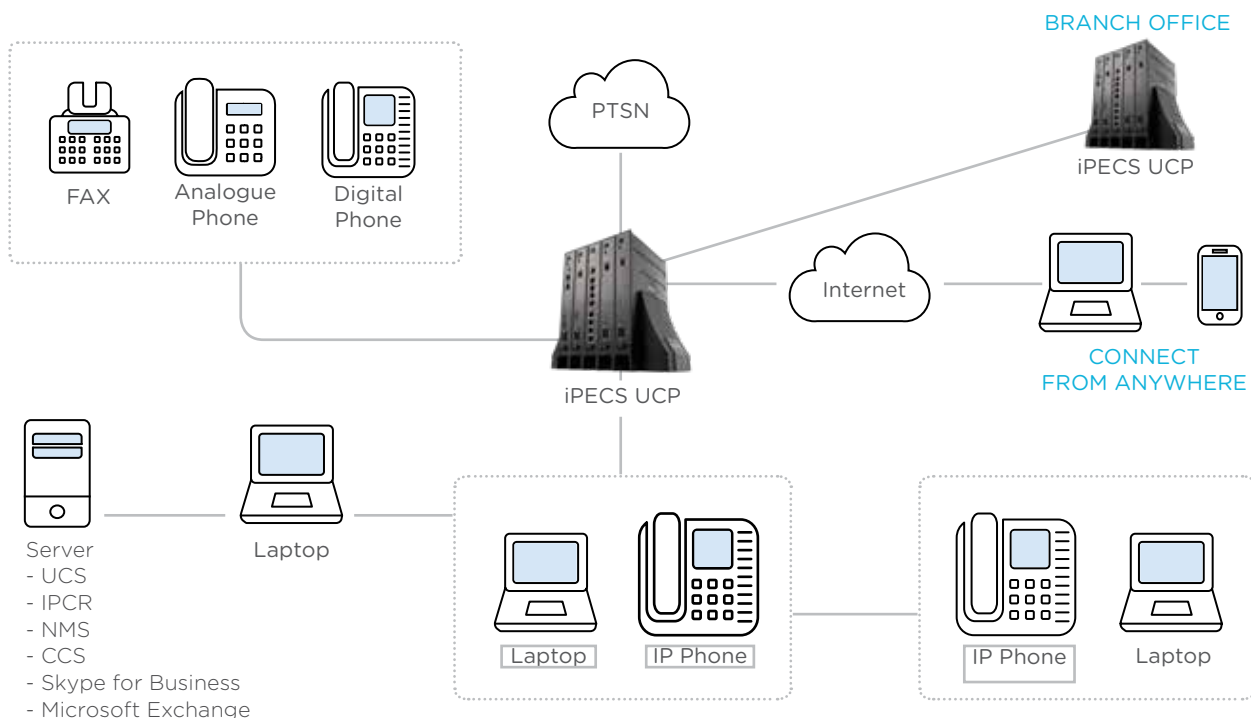 BRANCH OFFICE
PTSN
iPECS UCP
FAX
Analogue
Phone
Digital
Phone
Internet
iPECS UCP
CONNECT
FROM ANYWHERE
Server
- UCS
- IPCR
- NMS
- CCS
- Skype for Business
- Microsoft Exchange
Laptop
Laptop
IP Phone
IP Phone
Laptop